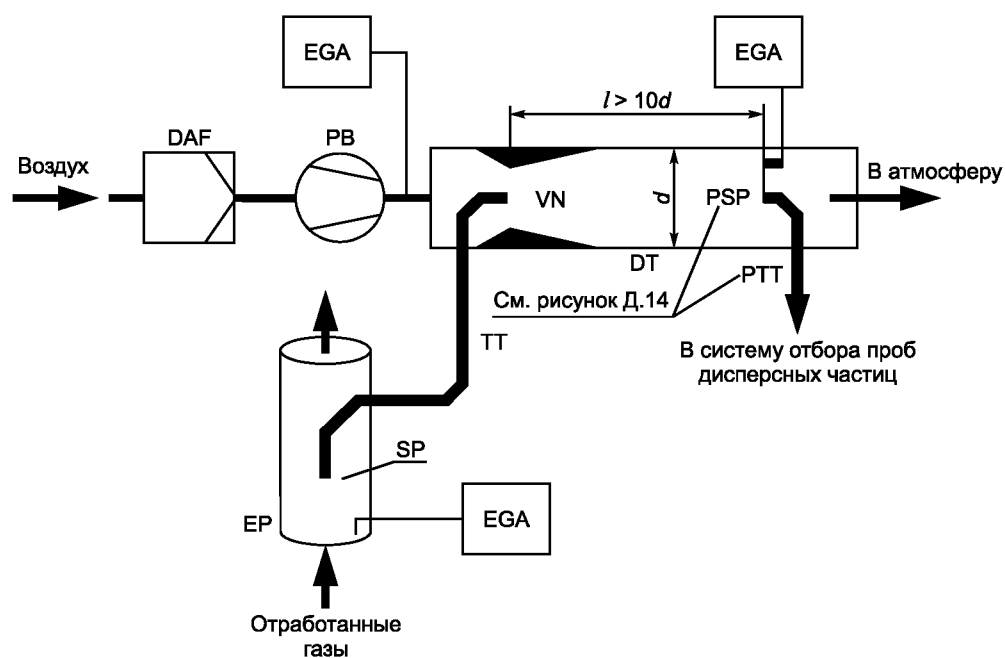 EGA
EGA
l > 10d
DAF
PB
Воздух
В атмосферу
VN
d
PSP
DT
PTT
См. рисунок Д.14
TT
В систему отбора проб
дисперсных частиц
SP
EP
EGA
Отработанные
газы